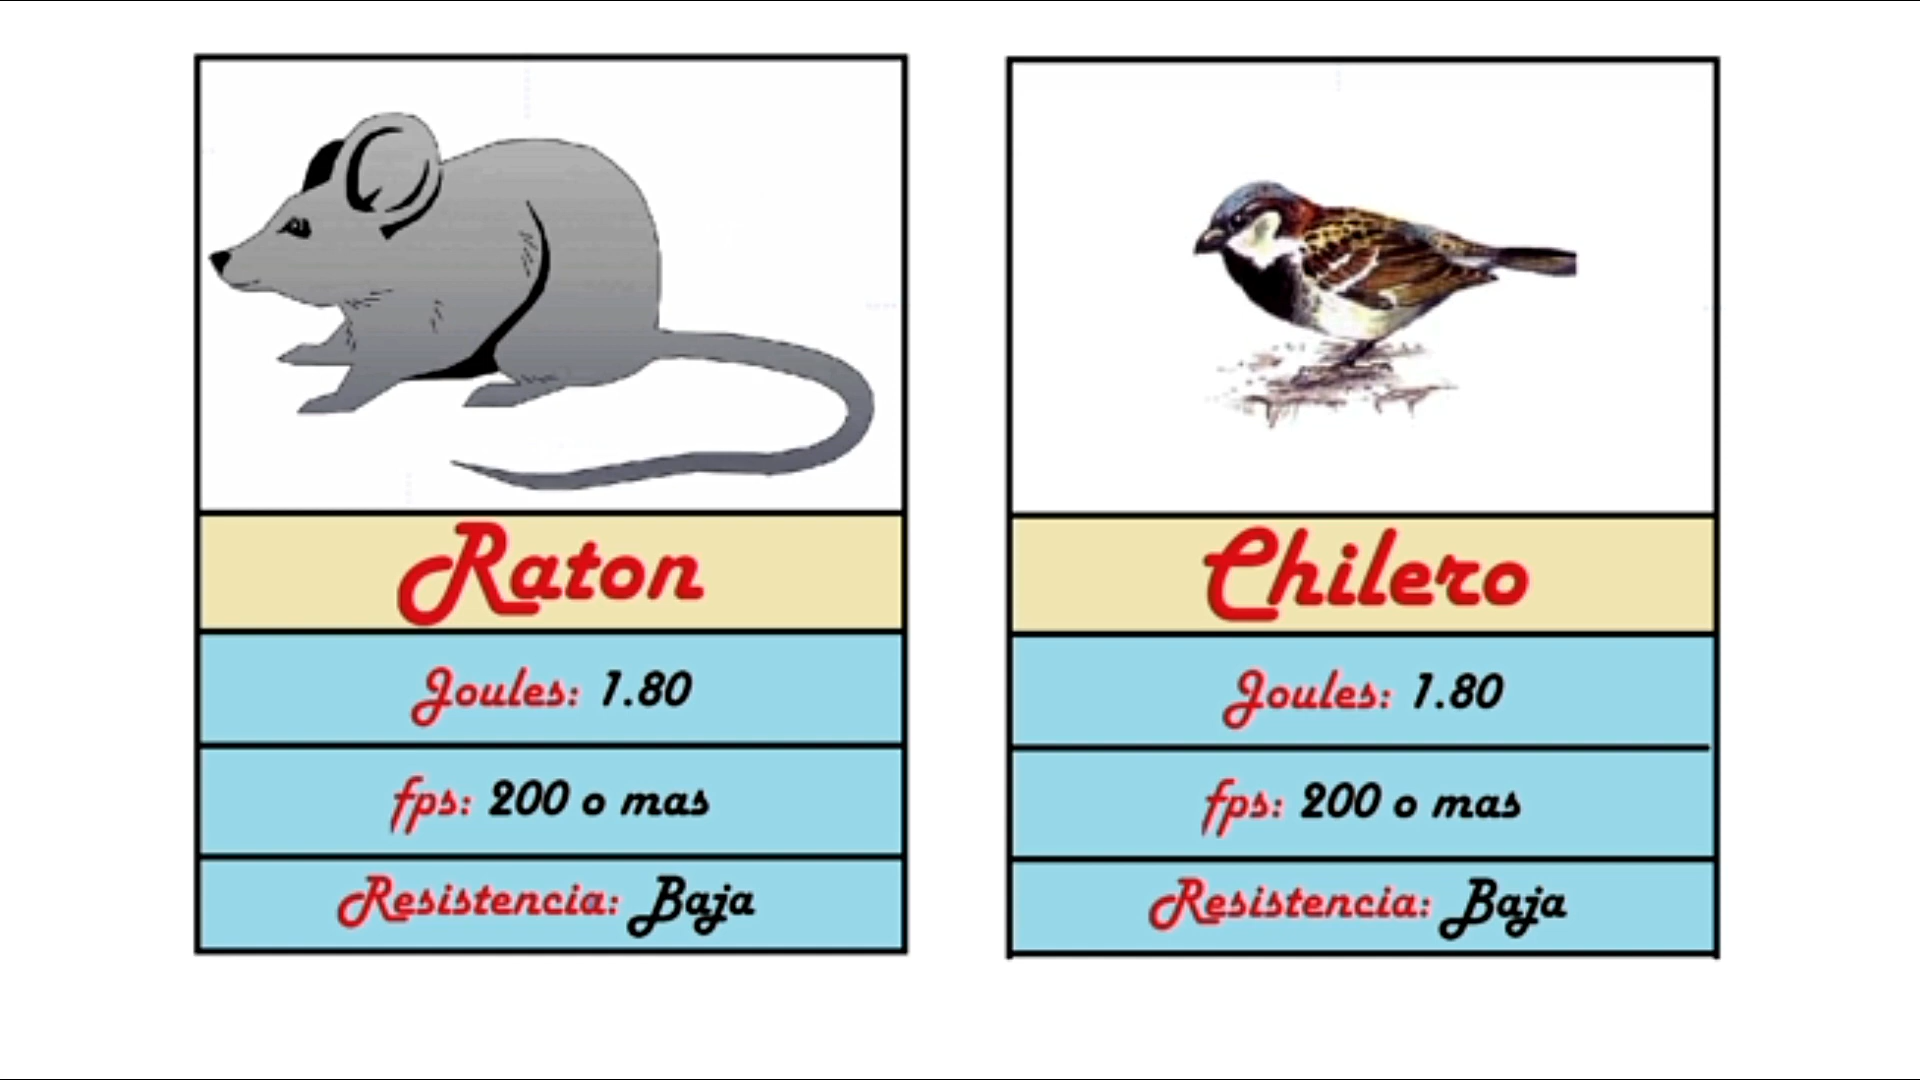 Raton
Joules: 1.80
fps: 200 o mas
Resistencia: Baja
Chilero
Joules: 1.80
fps: 200 o mas
Resistencia: Baja